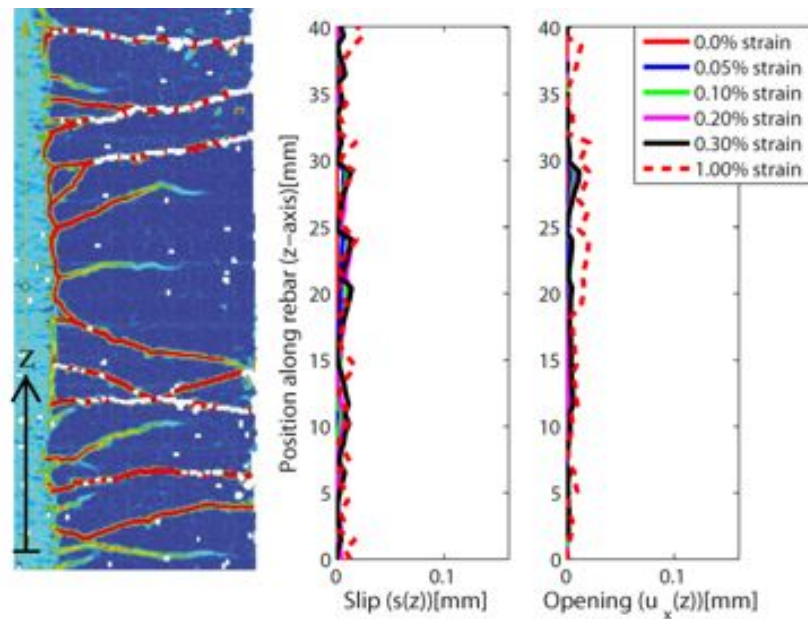 z
Position along rebar (z-axis)[mm]
40
35
30
25
20
15
10
5
0
0
0.1
Slip (s(z))[mm]
40
35
30
25
20
15
10
5
0
0
0.1
Opening (u_x(z))[mm]
0.0% strain
0.05% strain
0.10% strain
0.20% strain
0.30% strain
1.00% strain